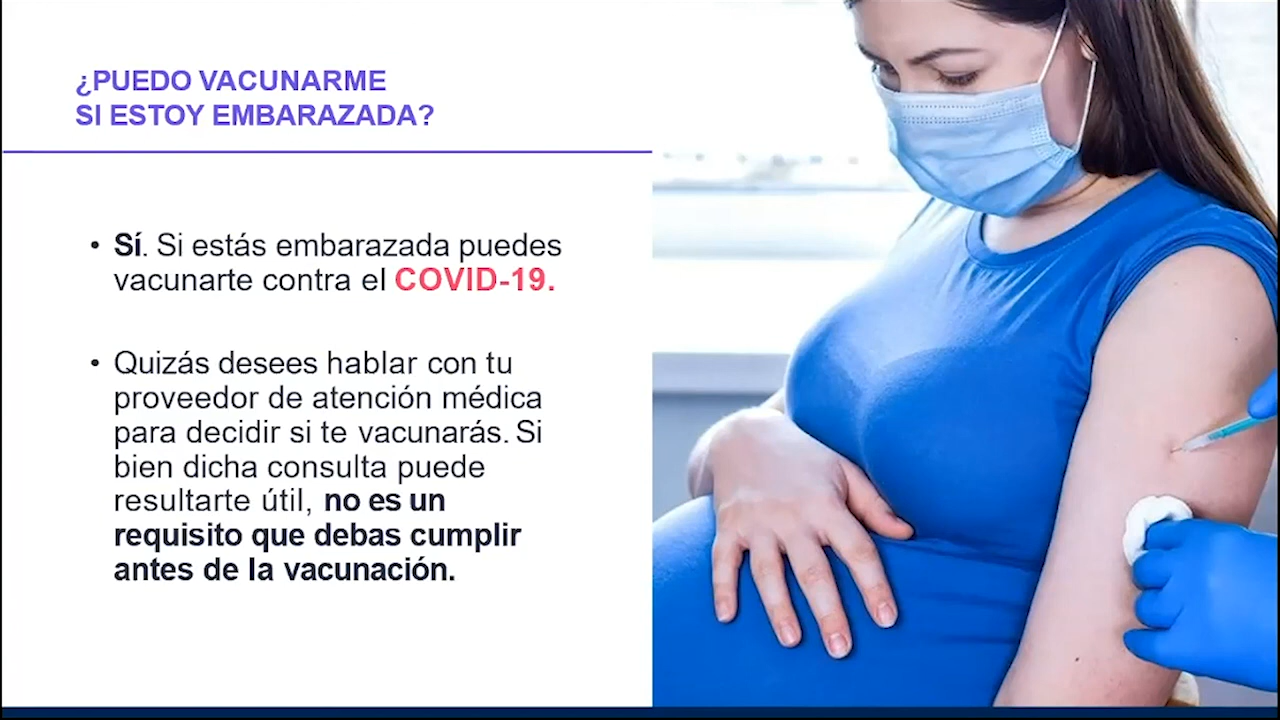 ¿PUEDO VACUNARME
SI ESTOY EMBARAZADA?
• Sí. Si estás embarazada puedes
vacunarte contra el COVID-19.
• Quizás desees hablar con tu
proveedor de atención médica
para decidir si te vacunarás. Si
bien dicha consulta puede
resultarte útil, no es un
requisito que debas cumplir
antes de la vacunación.